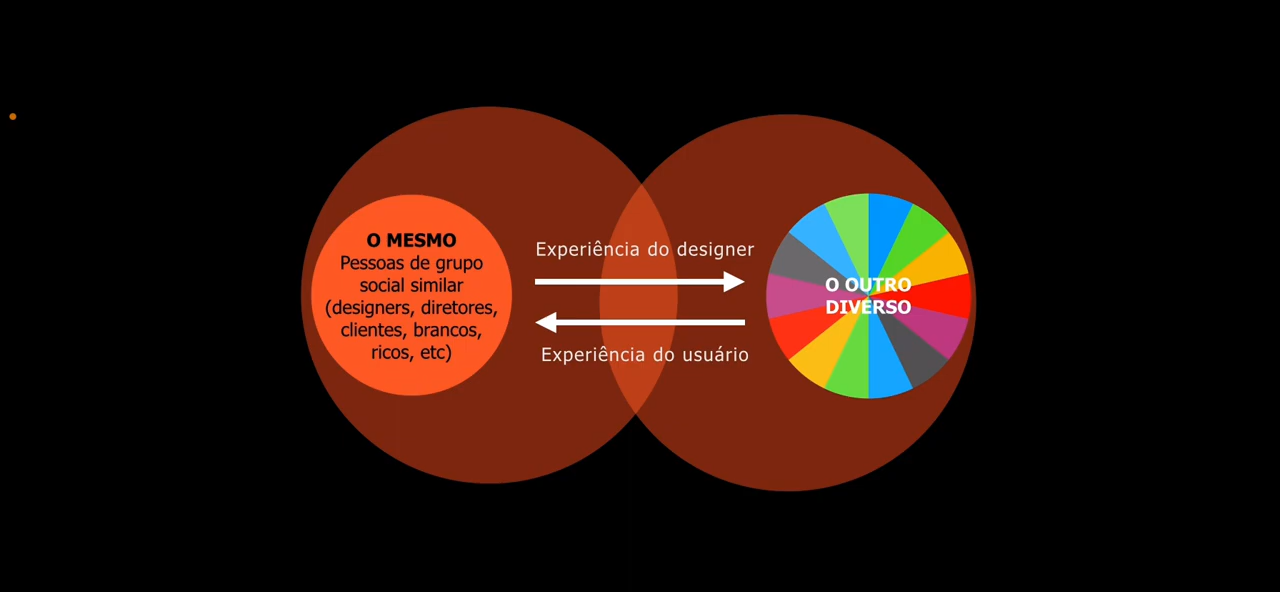 O MESMO
Pessoas de grupo
social similar
(designers, diretores,
clientes, brancos,
ricos, etc)
Experiência do designer
Experiência do usuário
O OUTRO
DIVERSO